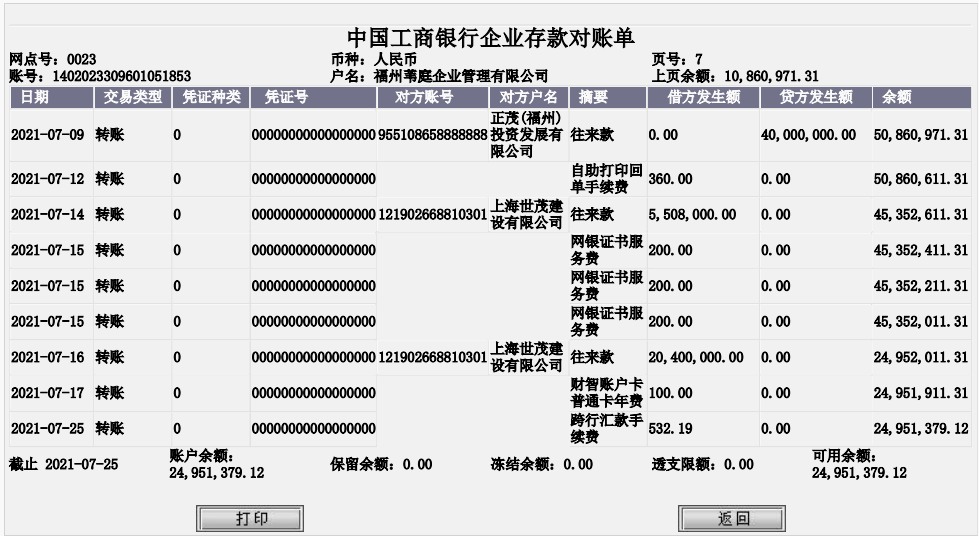 中国工商银行企业存款对账单
网点号: 0023 币种: 人民币 页号: 7
账号: 1402023309601051853 户名: 福州苇庭企业管理有限公司 上页余额: 10,860,971.31
日期 交易类型 凭证种类 凭证号 对方账号 对方户名 摘要 借方发生额 贷方发生额 余额
2021-07-09 转账 0 00000000000000000 955108658888888 正茂(福州)投资发展有限公司 往来款 0.00 40,000,000.00 50,860,971.31
2021-07-12 转账 0 00000000000000000 自助打印回单手续费 360.00 0.00 50,860,611.31
2021-07-14 转账 0 00000000000000000 121902668810301 上海世茂建设有限公司 往来款 5,508,000.00 0.00 45,352,611.31
2021-07-15 转账 0 00000000000000000 网银证书服务费 200.00 0.00 45,352,411.31
2021-07-15 转账 0 00000000000000000 网银证书服务费 200.00 0.00 45,352,211.31
2021-07-15 转账 0 00000000000000000 网银证书服务费 200.00 0.00 45,352,011.31
2021-07-16 转账 0 00000000000000000 121902668810301 上海世茂建设有限公司 往来款 20,400,000.00 0.00 24,952,011.31
2021-07-17 转账 0 00000000000000000 财智账户卡普通卡年费 100.00 0.00 24,951,911.31
2021-07-25 转账 0 00000000000000000 跨行汇款手续费 532.19 0.00 24,951,379.12
截止 2021-07-25 账户余额: 24,951,379.12 保留余额: 0.00 冻结余额: 0.00 透支限额: 0.00 可用余额: 24,951,379.12
打印 返回